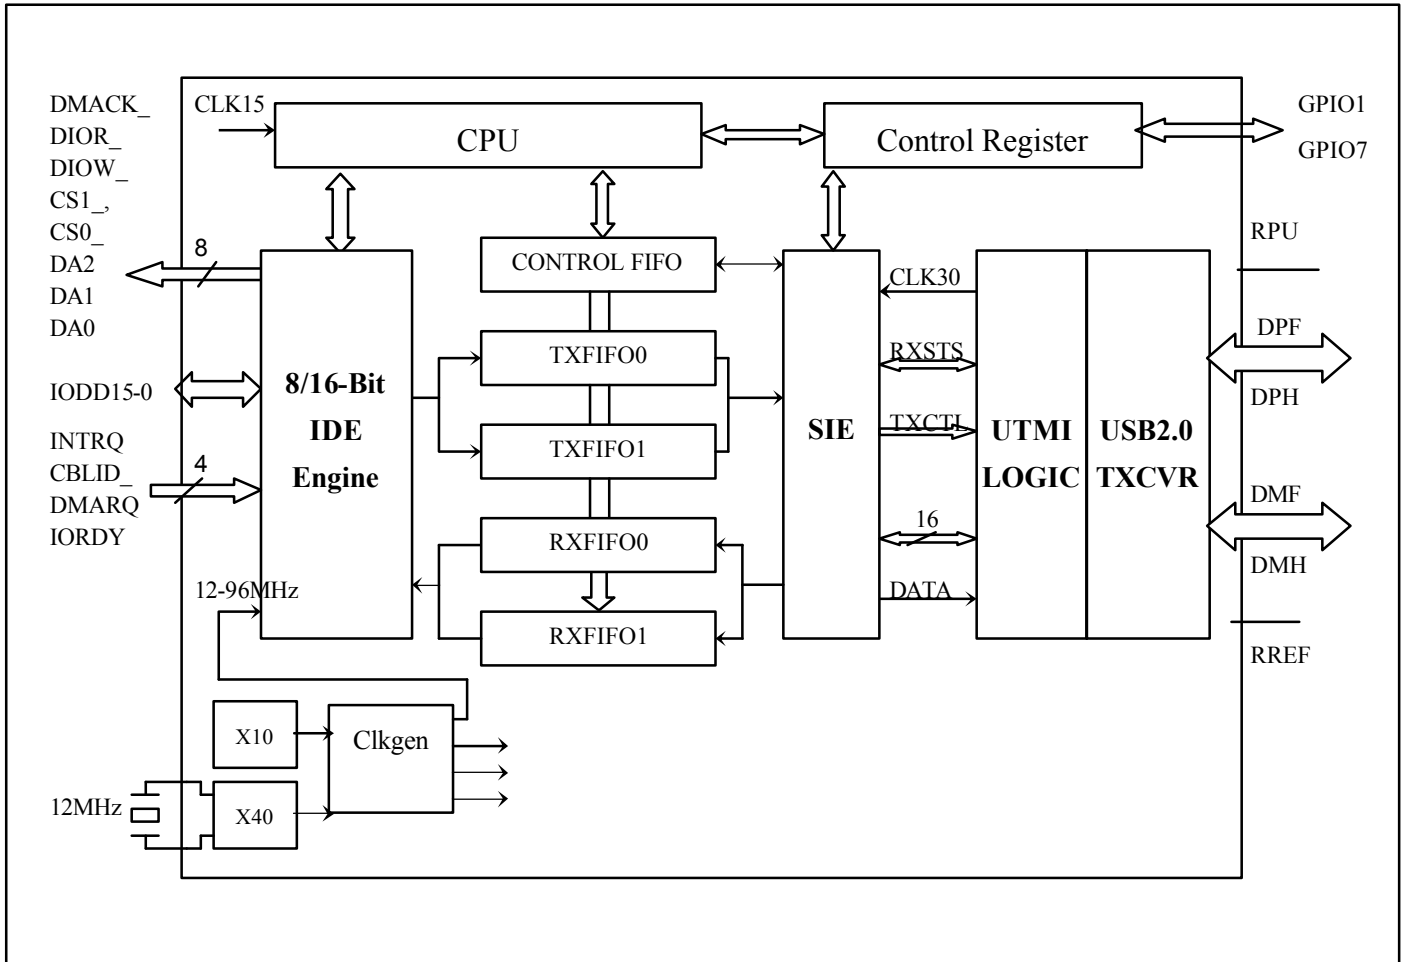 DMACK_
DIOR_
DIOW_
CS1_,
CS0_
DA2
DA1
DA0
8
IODD15-0
INTRQ
CBLID_
DMARQ
IORDY
4
12-96MHz
12MHz
CLK15
CPU
Control Register
GPIO1
GPIO7
8/16-Bit
IDE
Engine
CONTROL FIFO
TXFIFO0
TXFIFO1
RXFIFO0
RXFIFO1
SIE
CLK30
RXSTS
TXCTL
16
DATA
UTMI
LOGIC
USB2.0
TXCVR
RPU
DPF
DPH
DMF
DMH
RREF
X10
X40
Clkgen